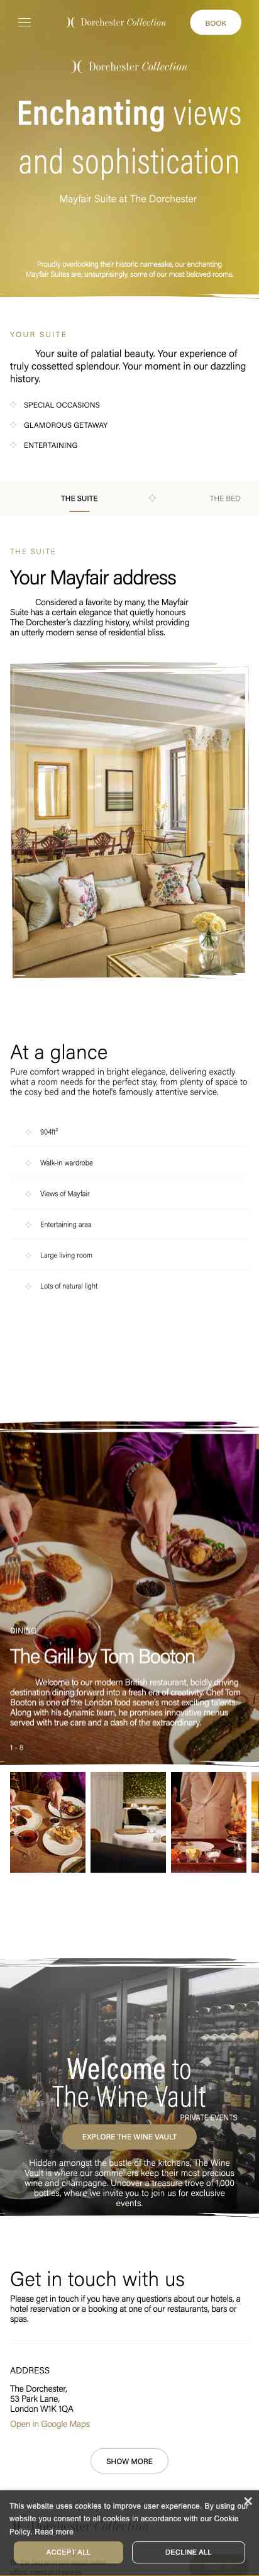 Dorchester Collection
BOOK
Dorchester Collection
Enchanting views
and sophistication
Mayfair Suite at The Dorchester
Proudly overlooking their historic namesake, our enchanting
Mayfair Suites are, unsurprisingly, some of our most beloved rooms.
YOUR SUITE
Your suite of palatial beauty. Your experience of
truly cossetted splendour. Your moment in our dazzling
history.
SPECIAL OCCASIONS
GLAMOROUS GETAWAY
ENTERTAINING
THE SUITE
THE BED
THE SUITE
Your Mayfair address
Considered a favorite by many, the Mayfair
Suite has a certain elegance that quietly honours
The Dorchester's dazzling history, whilst providing
an utterly modern sense of residential bliss.
At a glance
Pure comfort wrapped in bright elegance, delivering exactly
what a room needs for the perfect stay, from plenty of space to
the cosy bed and the hotel's famously attentive service.
904ft²
Walk-in wardrobe
Views of Mayfair
Entertaining area
Large living room
Lots of natural light
DINING
The Grill by Tom Booton
Welcome to our modern British restaurant, boldly driving
destination dining forward into a fresh era of creativity. Chef Tom
Booton is one of the London food scene's most exciting talents.
Along with his dynamic team, he promises innovative menus
served with true care and a dash of the extraordinary.
1 - 8
Welcome to
The Wine Vault
PRIVATE EVENTS
EXPLORE THE WINE VAULT
Hidden amongst the bustle of the kitchens, The Wine
Vault is where our sommeliers keep their most precious
wine and champagne. Uncover a treasure trove of 1,000
bottles, where we invite you to join us for exclusive
events.
Get in touch with us
Please get in touch if you have any questions about our hotels, a
hotel reservation or a booking at one of our restaurants, bars or
spas.
ADDRESS
The Dorchester,
53 Park Lane,
London W1K 1QA
Open in Google Maps
SHOW MORE
This website uses cookies to improve user experience. By using our
website you consent to all cookies in accordance with our Cookie
Policy. Read more
ACCEPT ALL
DECLINE ALL